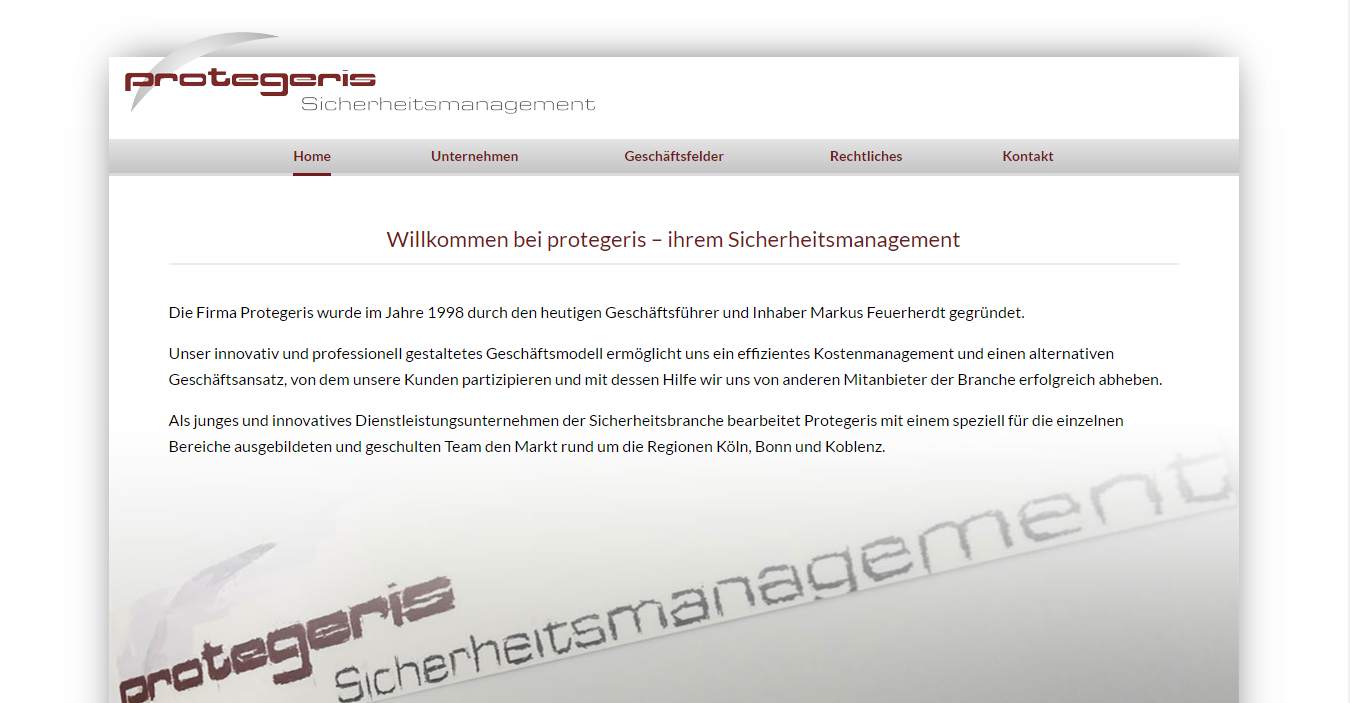 protegeris
Sicherheitsmanagement
Home Unternehmen Geschäftsfelder Rechtliches Kontakt
Willkommen bei protegeris – ihrem Sicherheitsmanagement
Die Firma Protegeris wurde im Jahre 1998 durch den heutigen Geschäftsführer und Inhaber Markus Feuerherdt gegründet.
Unser innovativ und professionell gestaltetes Geschäftsmodell ermöglicht uns ein effizientes Kostenmanagement und einen alternativen
Geschäftsansatz, von dem unsere Kunden partizipieren und mit dessen Hilfe wir uns von anderen Mitanbieter der Branche erfolgreich abheben.
Als junges und innovatives Dienstleistungsunternehmen der Sicherheitsbranche bearbeitet Protegeris mit einem speziell für die einzelnen
Bereiche ausgebildeten und geschulten Team den Markt rund um die Regionen Köln, Bonn und Koblenz.
protegeris
Sicherheitsmanagement